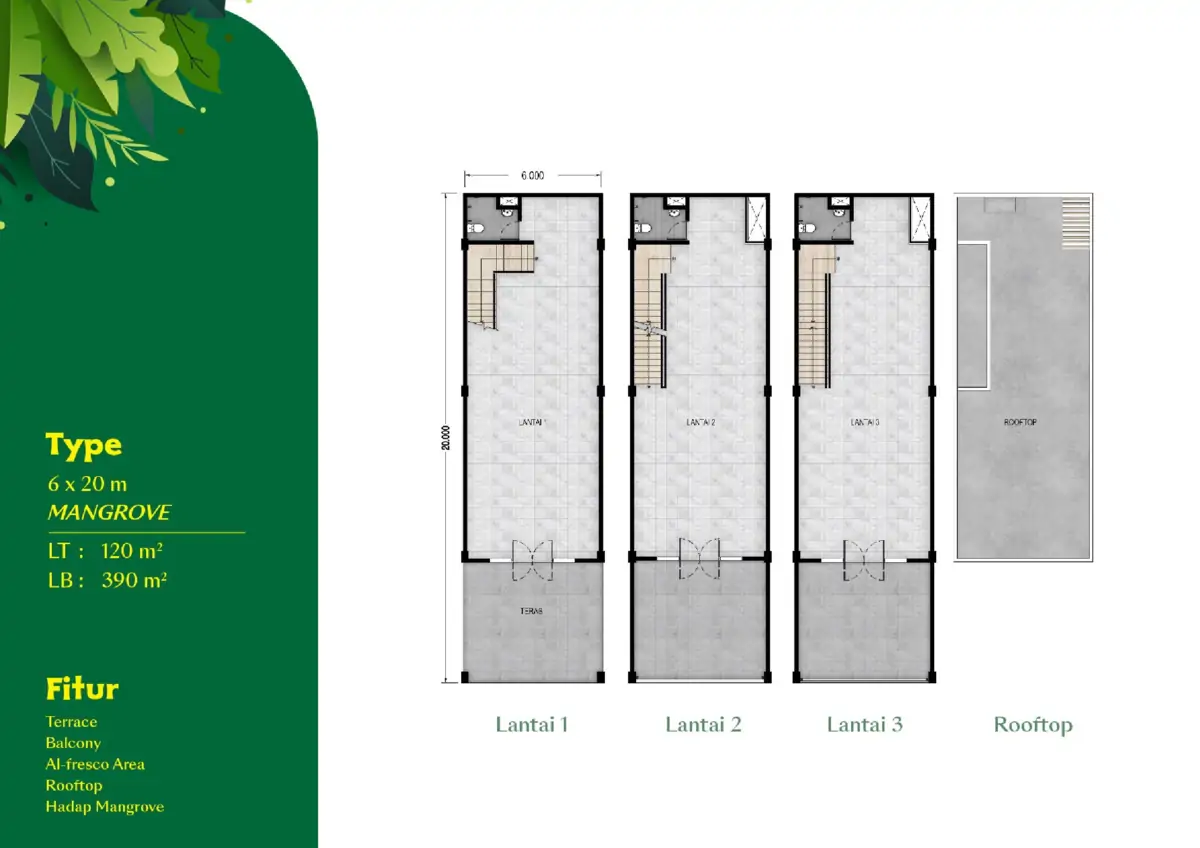 Type
6 x 20 m
MANGROVE
LT : 120 m²
LB : 390 m²
Fitur
Terrace
Balcony
Al-fresco Area
Rooftop
Hadap Mangrove
6.000
20.000
LANTAI 1
LANTAI 2
LANTAI 3
ROOFTOP
TERAS
Lantai 1
Lantai 2
Lantai 3
Rooftop